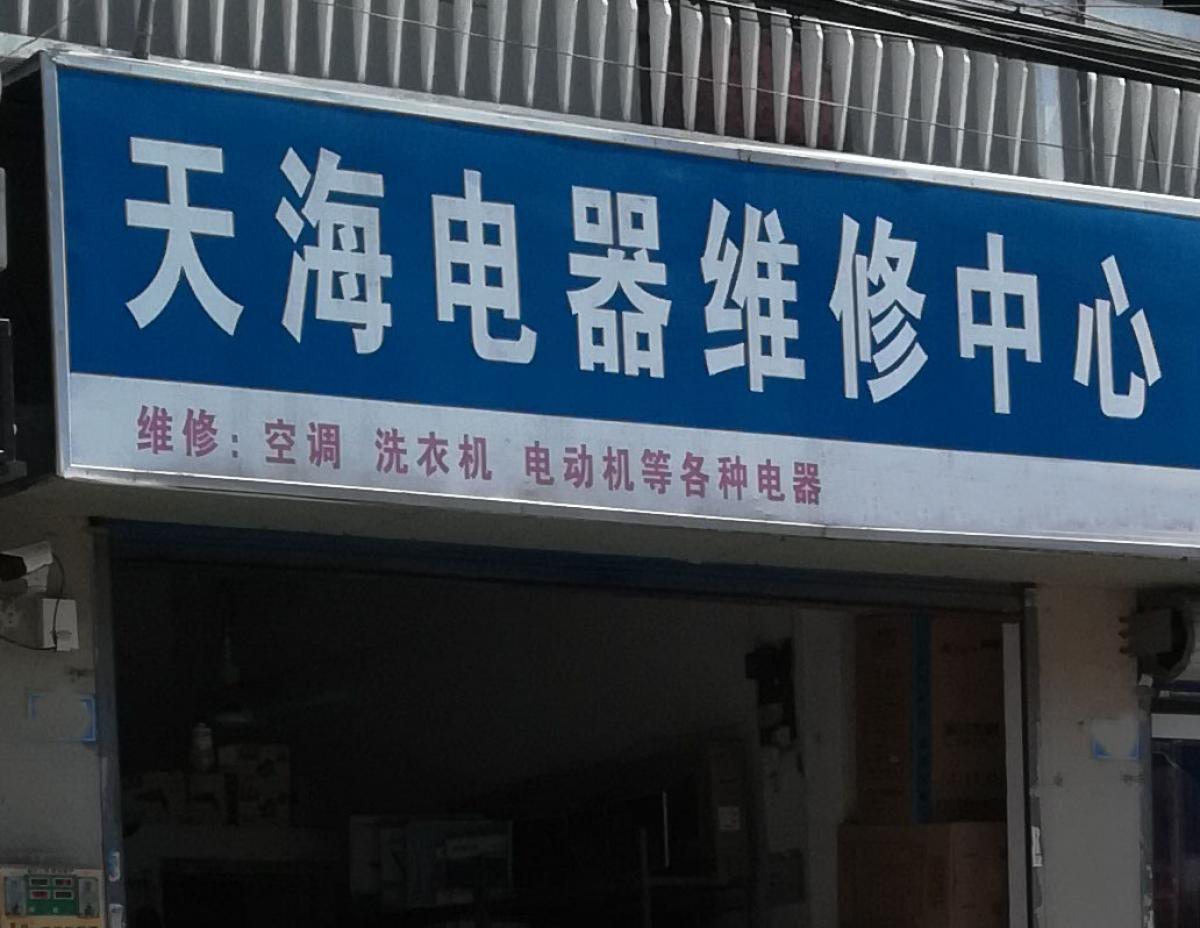 天海电器维修中心
维修：空调 洗衣机 电动机等各种电器